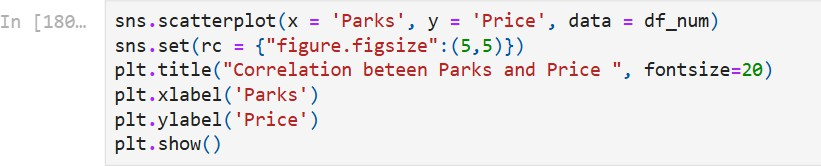 In [180…
sns.scatterplot(x = 'Parks', y = 'Price', data = df_num)
sns.set(rc = {"figure.figsize":(5,5)})
plt.title("Correlation beteen Parks and Price ", fontsize=20)
plt.xlabel('Parks')
plt.ylabel('Price')
plt.show()